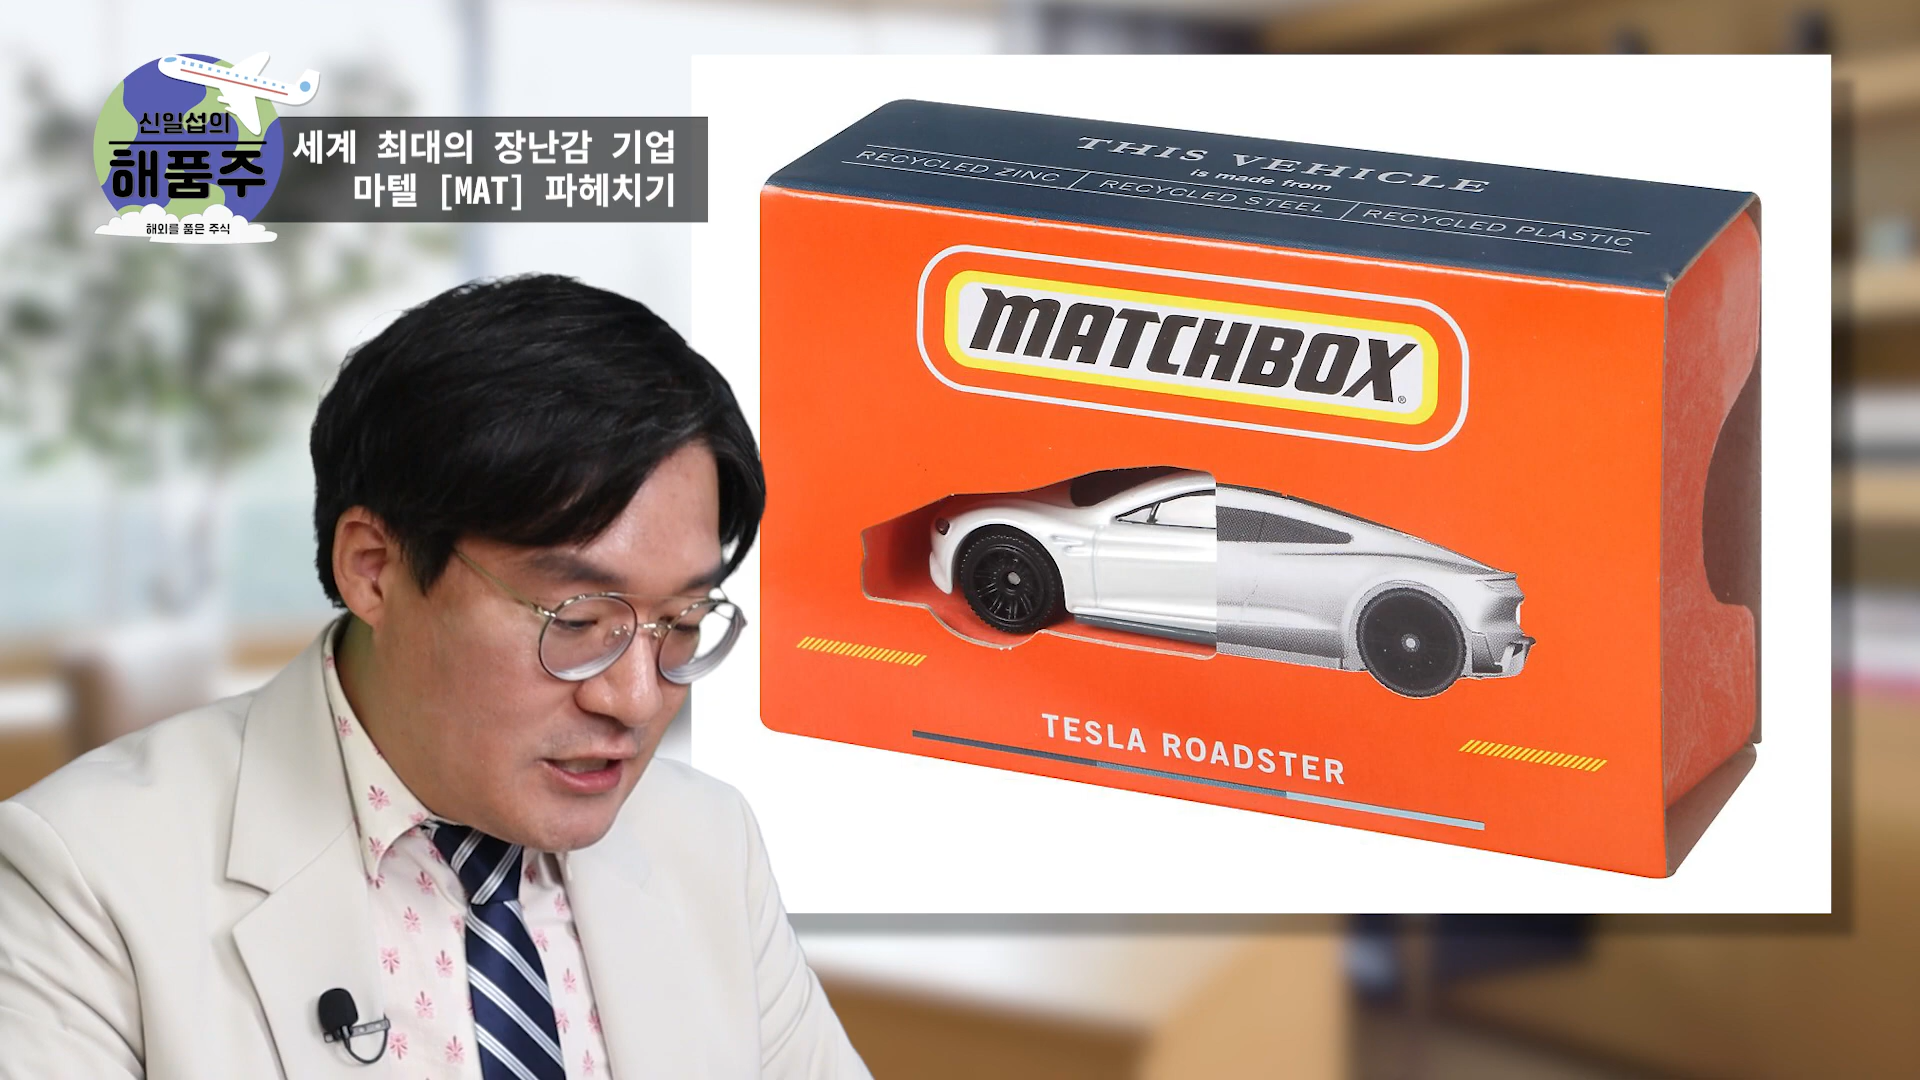 신일섭의
해품주
해외를 품은 주식
세계 최대의 장난감 기업
마텔 [MAT] 파헤치기
THIS VEHICLE
is made from
RECYCLED ZINC / RECYCLED STEEL / RECYCLED PLASTIC
MATCHBOX®
TESLA ROADSTER